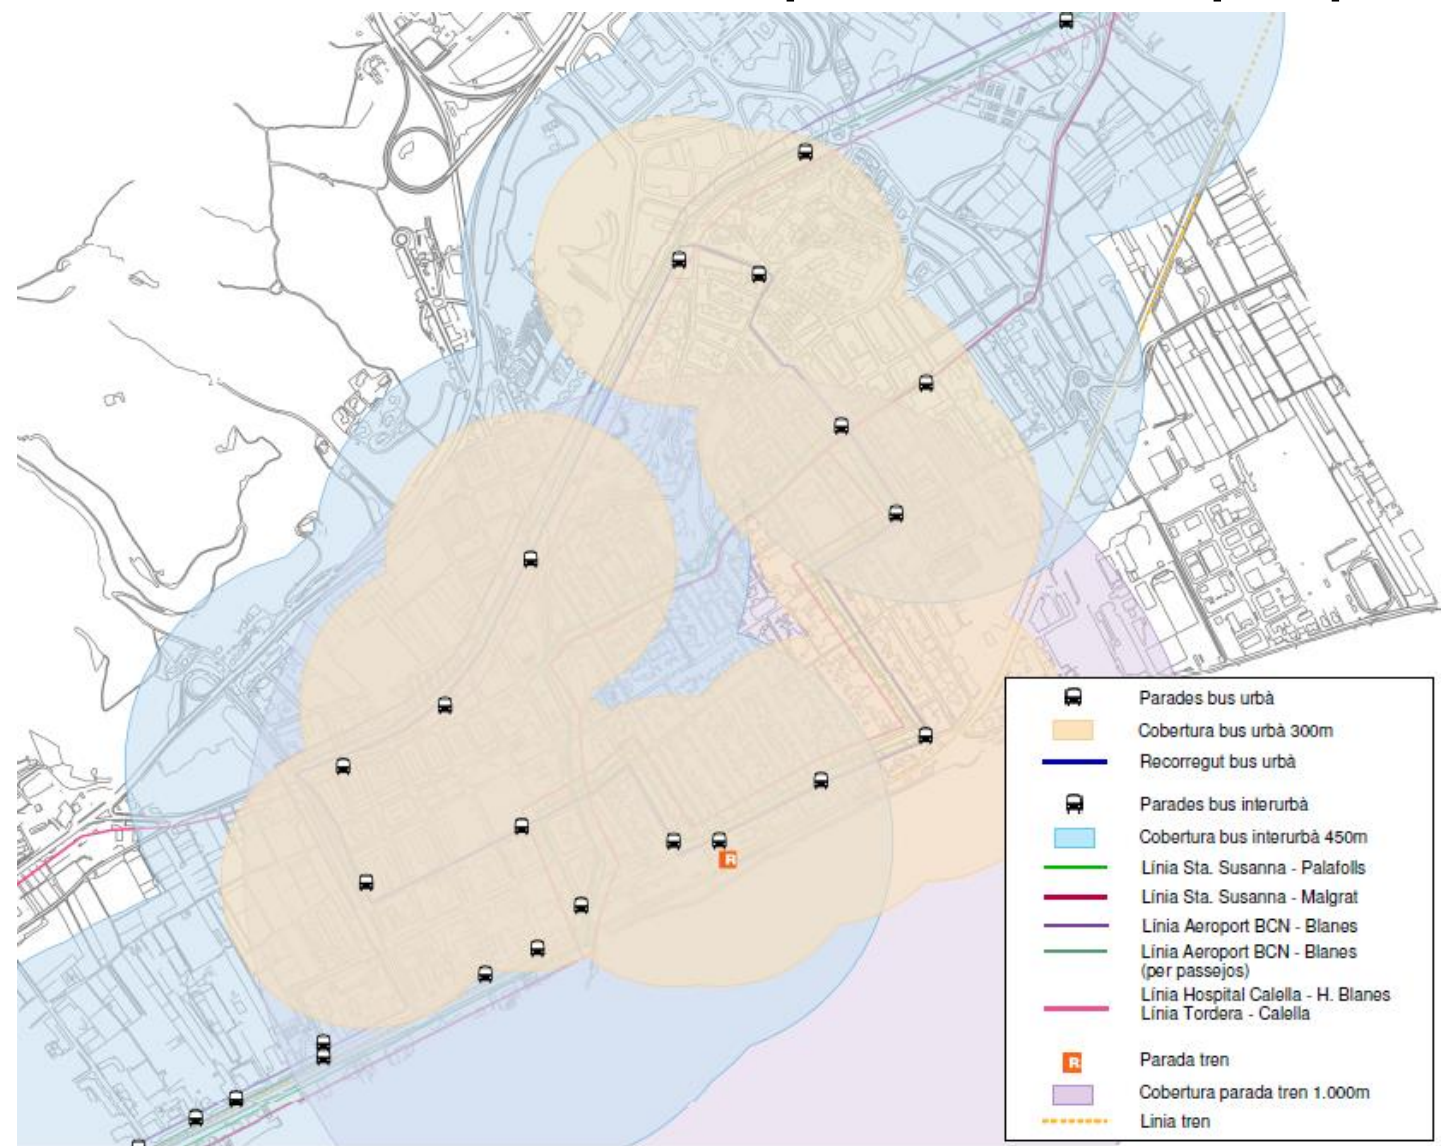 R
Parades bus urbà
Cobertura bus urbà 300m
Recorregut bus urbà
Parades bus interurbà
Cobertura bus interurbà 450m
Línia Sta. Susanna - Palafolls
Línia Sta. Susanna - Malgrat
Línia Aeroport BCN - Blanes
Línia Aeroport BCN - Blanes
(per passejos)
Línia Hospital Calella - H. Blanes
Línia Tordera - Calella
R
Parada tren
Cobertura parada tren 1.000m
Linia tren